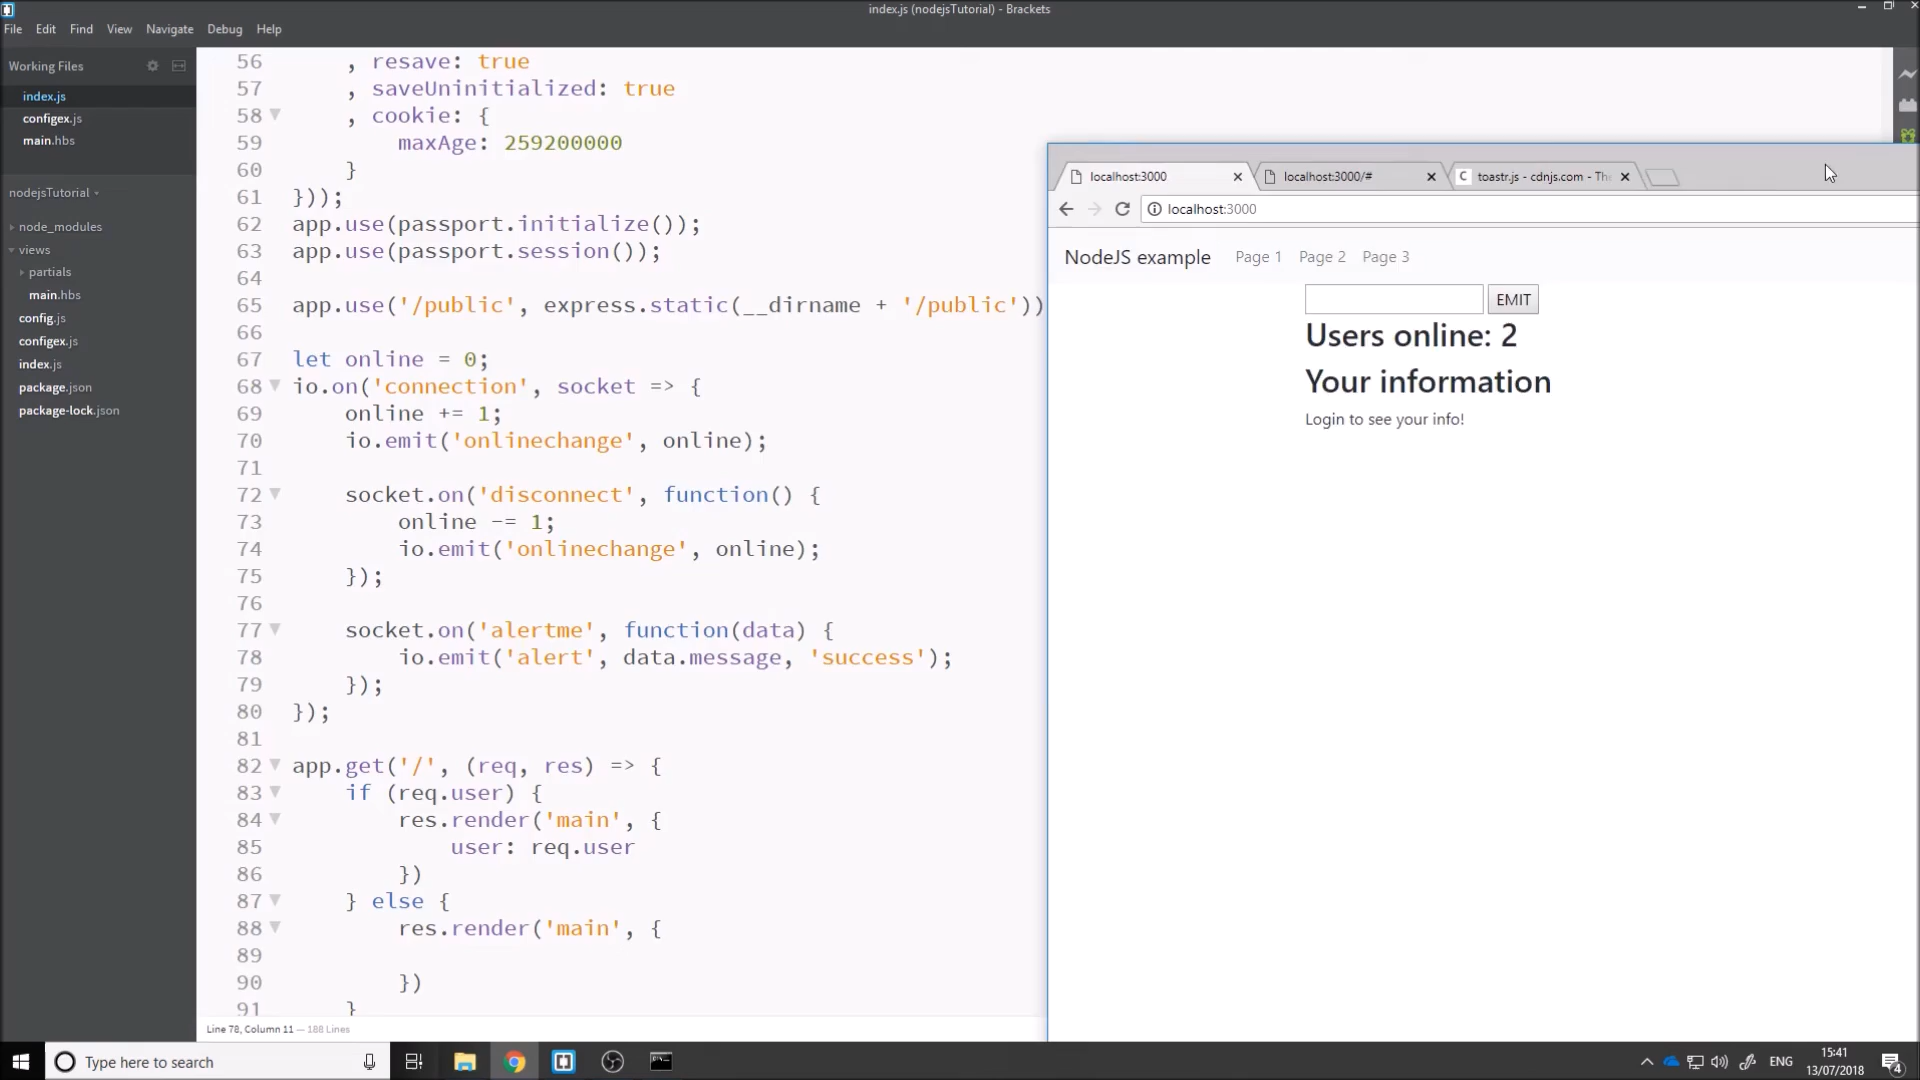 index.js (nodejsTutorial) - Brackets
File Edit Find View Navigate Debug Help
Working Files
index.js
configex.js
main.hbs
nodejsTutorial
node_modules
views
partials
main.hbs
config.js
configex.js
index.js
package.json
package-lock.json
56 , resave: true
57 , saveUninitialized: true
58 , cookie: {
59 maxAge: 259200000
60 }
61 }));
62 app.use(passport.initialize());
63 app.use(passport.session());
64
65 app.use('/public', express.static(__dirname + '/public'))
66
67 let online = 0;
68 io.on('connection', socket => {
69 online += 1;
70 io.emit('onlinechange', online);
71
72 socket.on('disconnect', function() {
73 online -= 1;
74 io.emit('onlinechange', online);
75 });
76
77 socket.on('alertme', function(data) {
78 io.emit('alert', data.message, 'success');
79 });
80 });
81
82 app.get('/', (req, res) => {
83 if (req.user) {
84 res.render('main', {
85 user: req.user
86 })
87 } else {
88 res.render('main', {
89
90 })
91 }
Line 78, Column 11 — 188 Lines
localhost:3000
localhost:3000/#
C toastr.js - cdnjs.com - The
localhost:3000
NodeJS example Page 1 Page 2 Page 3
EMIT
Users online: 2
Your information
Login to see your info!
Type here to search
ENG
15:41
13/07/2018
4